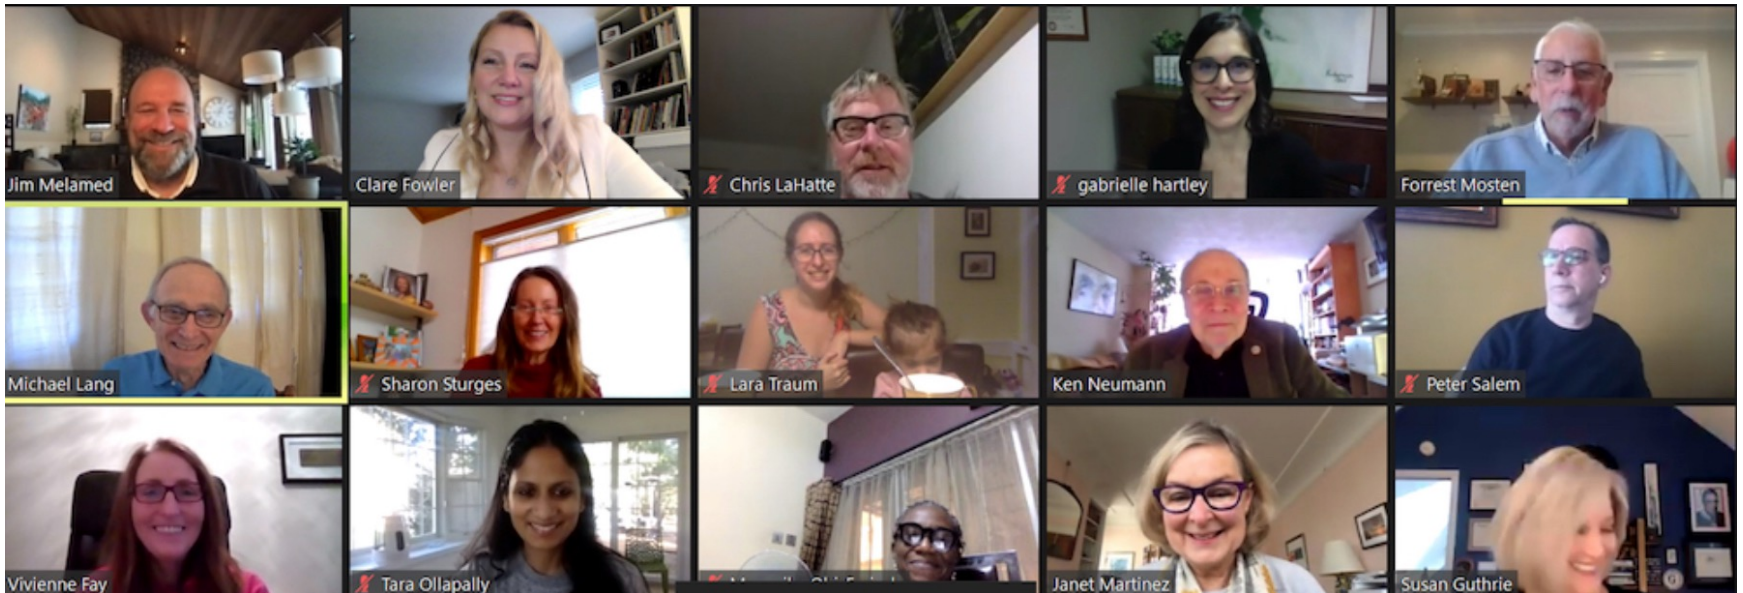 Jim Melamed
Clare Fowler
Chris LaHatte
gabrielle hartley
Forrest Mosten
Michael Lang
Sharon Sturges
Lara Traum
Ken Neumann
Peter Salem
Vivienne Fay
Tara Ollapally
Janet Martinez
Susan Guthrie